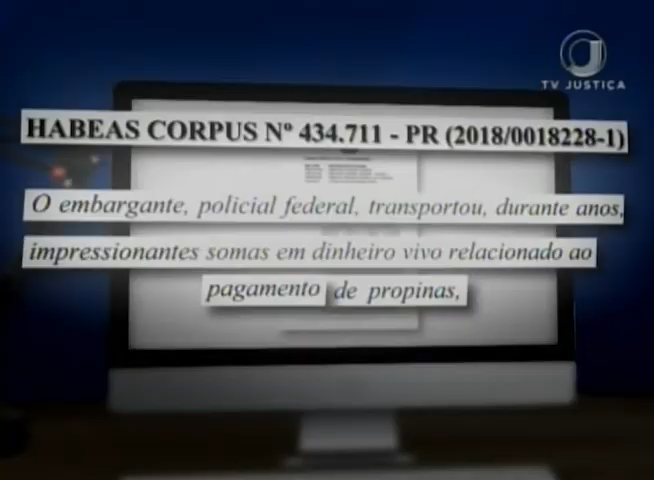 TV JUSTICA
HABEAS CORPUS Nº 434.711 - PR (2018/0018228-1)
O embargante, policial federal, transportou, durante anos,
impressionantes somas em dinheiro vivo relacionado ao
pagamento de propinas,